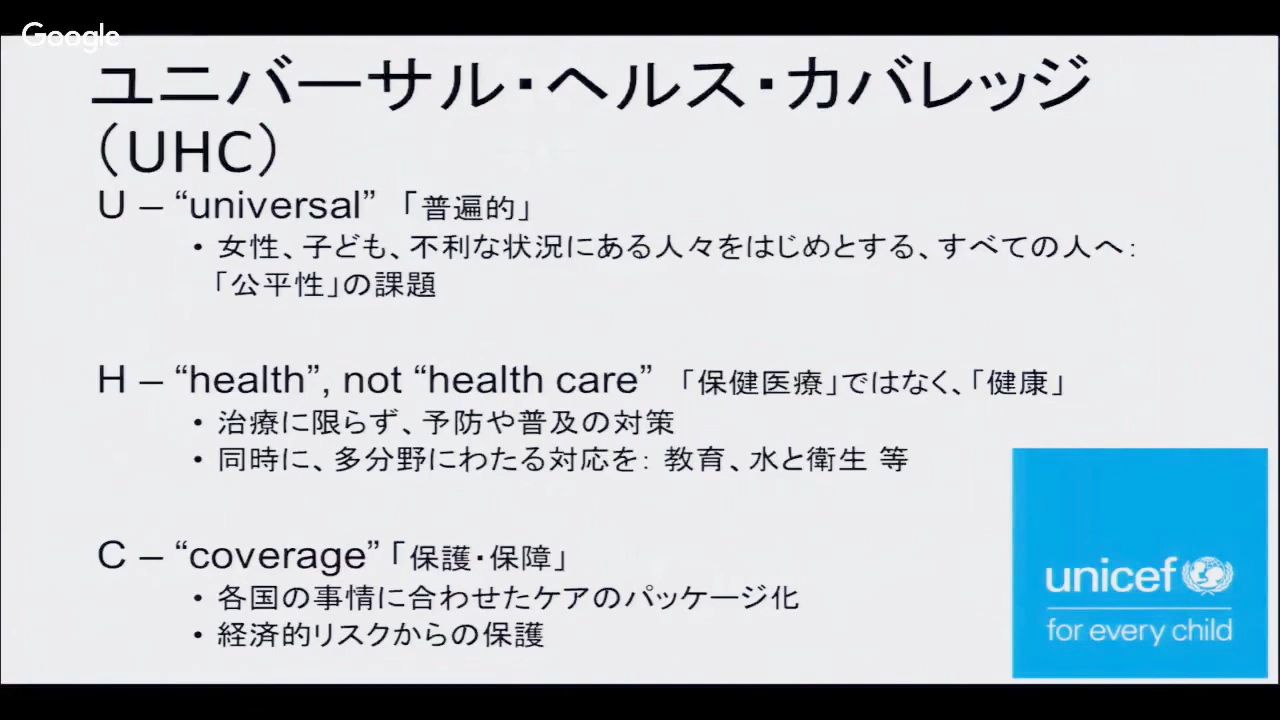 Google
ユニバーサル・ヘルス・カバレッジ
（UHC）
U – “universal” 「普遍的」
• 女性、子ども、不利な状況にある人々をはじめとする、すべての人へ：
「公平性」の課題
H – “health”, not “health care” 「保健医療」ではなく、「健康」
• 治療に限らず、予防や普及の対策
• 同時に、多分野にわたる対応を： 教育、水と衛生 等
C – “coverage” 「保護・保障」
• 各国の事情に合わせたケアのパッケージ化
• 経済的リスクからの保護
unicef
for every child